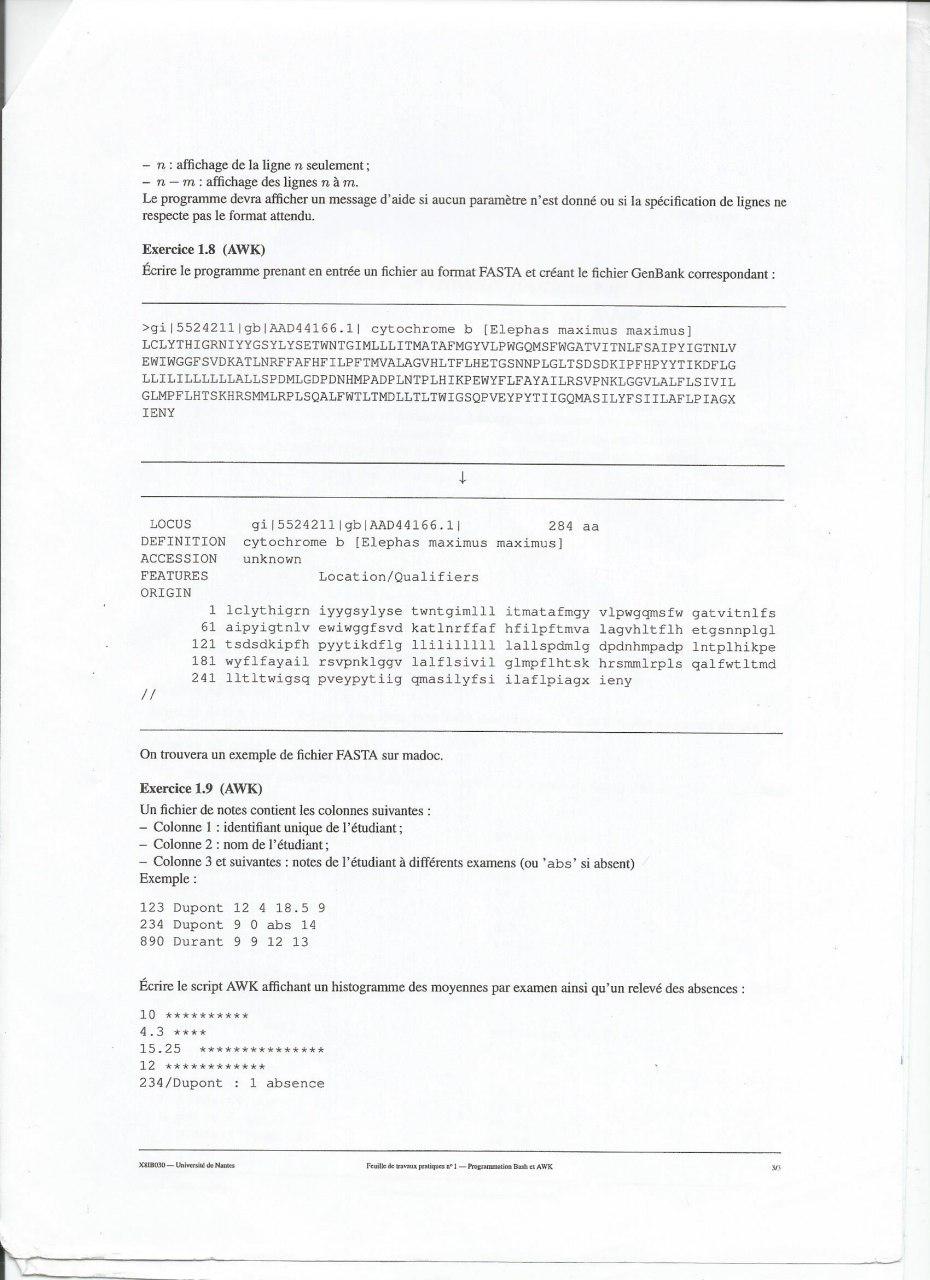 – n : affichage de la ligne n seulement ;
– n – m : affichage des lignes n à m.
Le programme devra afficher un message d'aide si aucun paramètre n'est donné ou si la spécification de lignes ne
respecte pas le format attendu.
Exercice 1.8 (AWK)
Écrire le programme prenant en entrée un fichier au format FASTA et créant le fichier GenBank correspondant :
>gi|5524211|gb|AAD44166.1| cytochrome b [Elephas maximus maximus]
LCLYTHIGRNIYYGSYLYSETWNTGIMLLLITMATAFMGYVLPWGQMSFWGATVITNLFSAIPYIGTNLV
EWIWGGFSVDKATLNRFFAFHFILPFTMVALAGVHLTFLHETGSNNPLGLTSDSDKIPFHPYYTIKDFLG
LLILILLLLLLALLSPDMLGDPDNHMPADPLNTPLHIKPEWYFLFAYAILRSVPNKLGGVLALFLSIVIL
GLMPFLHTSKHRSMMLRPLSQALFWTLTMDLLTLTWIGSQPVEYPYTIIGQMASILYFSIILAFLPIAGX
IENY
↓
LOCUS gi|5524211|gb|AAD44166.1| 284 aa
DEFINITION cytochrome b [Elephas maximus maximus]
ACCESSION unknown
FEATURES Location/Qualifiers
ORIGIN
1 lclythigrn iyygsylyse twntgimlll itmatafmgy vlpwgqmsfw gatvitnlfs
61 aipyigtnlv ewiwggfsvd katlnrffaf hfilpftmva lagvhltflh etgsnnplgl
121 tsdsdkipfh pyytikdflg llililllll lallspdmlg dpdnhmpadp lntplhikpe
181 wyflfayail rsvpnklggv lalflsivil glmpflhtsk hrsmmlrpls qalfwtltmd
241 lltltwigsq pveypytiig qmasilyfsi ilaflpiagx ieny
//
On trouvera un exemple de fichier FASTA sur madoc.
Exercice 1.9 (AWK)
Un fichier de notes contient les colonnes suivantes :
– Colonne 1 : identifiant unique de l'étudiant ;
– Colonne 2 : nom de l'étudiant ;
– Colonne 3 et suivantes : notes de l'étudiant à différents examens (ou 'abs' si absent)
Exemple :
123 Dupont 12 4 18.5 9
234 Dupont 9 0 abs 14
890 Durant 9 9 12 13
Écrire le script AWK affichant un histogramme des moyennes par examen ainsi qu'un relevé des absences :
10 **********
4.3 ****
15.25 ***************
12 ************
234/Dupont : 1 absence
X8IB030 — Université de Nantes Feuille de travaux pratiques n° 1 — Programmation Bash et AWK 3/3